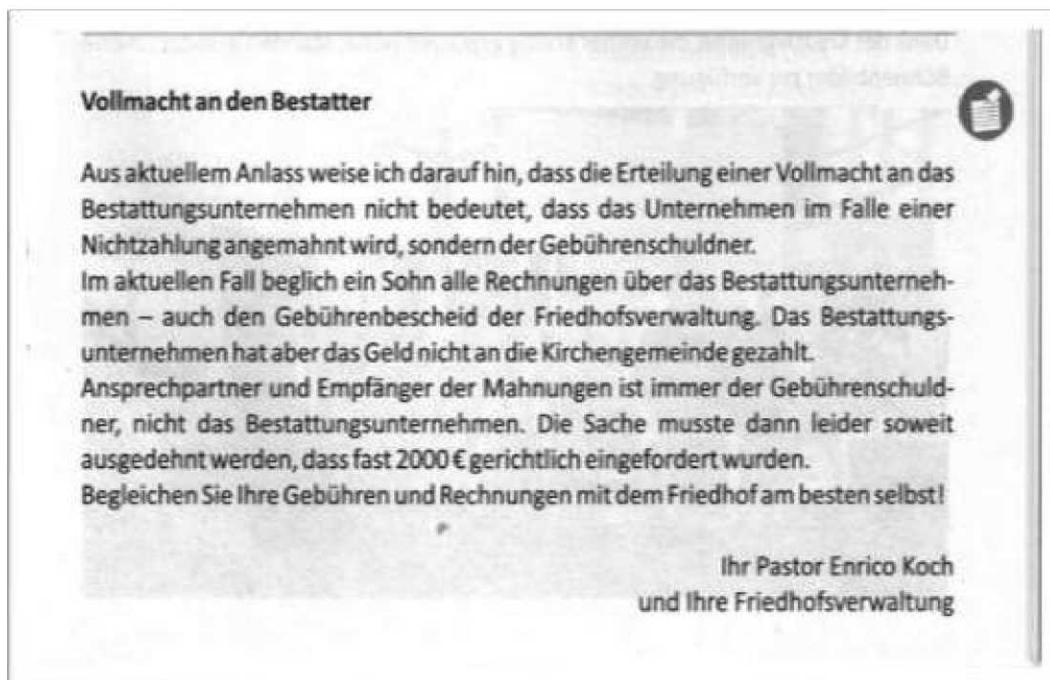 Vollmacht an den Bestatter
Aus aktuellem Anlass weise ich darauf hin, dass die Erteilung einer Vollmacht an das
Bestattungsunternehmen nicht bedeutet, dass das Unternehmen im Falle einer
Nichtzahlung angemahnt wird, sondern der Gebührenschuldner.
Im aktuellen Fall beglich ein Sohn alle Rechnungen über das Bestattungsunterneh-
men – auch den Gebührenbescheid der Friedhofsverwaltung. Das Bestattungs-
unternehmen hat aber das Geld nicht an die Kirchengemeinde gezahlt.
Ansprechpartner und Empfänger der Mahnungen ist immer der Gebührenschuld-
ner, nicht das Bestattungsunternehmen. Die Sache musste dann leider soweit
ausgedehnt werden, dass fast 2000 € gerichtlich eingefordert wurden.
Begleichen Sie Ihre Gebühren und Rechnungen mit dem Friedhof am besten selbst!
Ihr Pastor Enrico Koch
und Ihre Friedhofsverwaltung